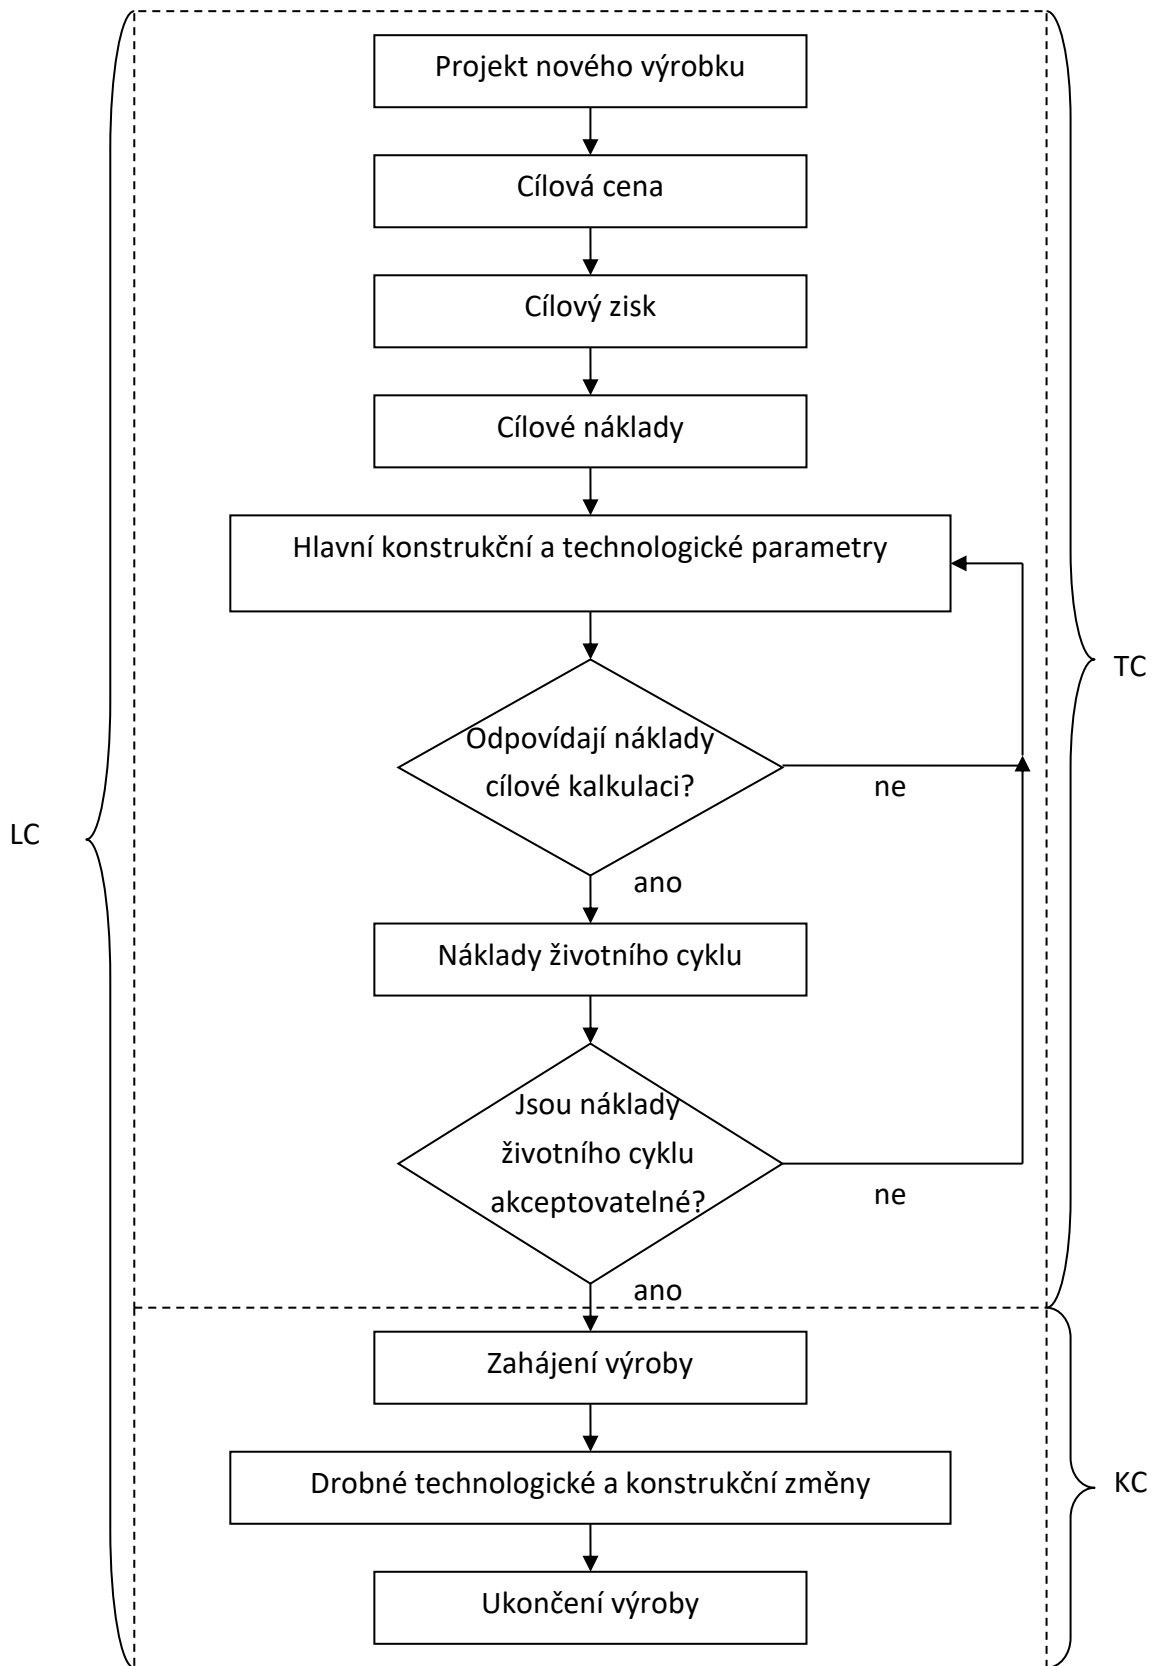 Projekt nového výrobku
Cílová cena
Cílový zisk
Cílové náklady
Hlavní konstrukční a technologické parametry
TC
Odpovídají náklady
cílové kalkulaci?
ne
LC
ano
Náklady životního cyklu
Jsou náklady
životního cyklu
akceptovatelné?
ne
ano
Zahájení výroby
Drobné technologické a konstrukční změny
KC
Ukončení výroby